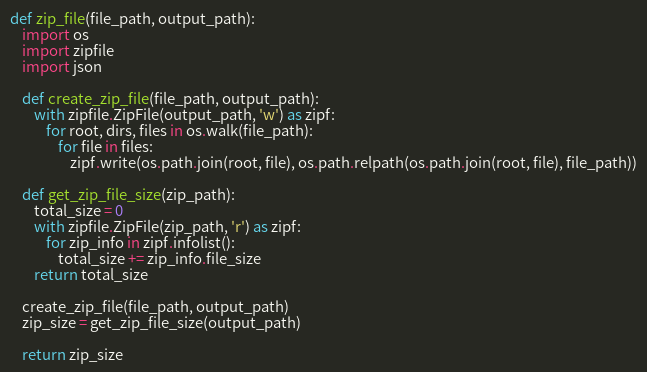 def zip_file(file_path, output_path):
    import os
    import zipfile
    import json

    def create_zip_file(file_path, output_path):
        with zipfile.ZipFile(output_path, 'w') as zipf:
            for root, dirs, files in os.walk(file_path):
                for file in files:
                    zipf.write(os.path.join(root, file), os.path.relpath(os.path.join(root, file), file_path))

    def get_zip_file_size(zip_path):
        total_size = 0
        with zipfile.ZipFile(zip_path, 'r') as zipf:
            for zip_info in zipf.infolist():
                total_size += zip_info.file_size
        return total_size

    create_zip_file(file_path, output_path)
    zip_size = get_zip_file_size(output_path)

    return zip_size